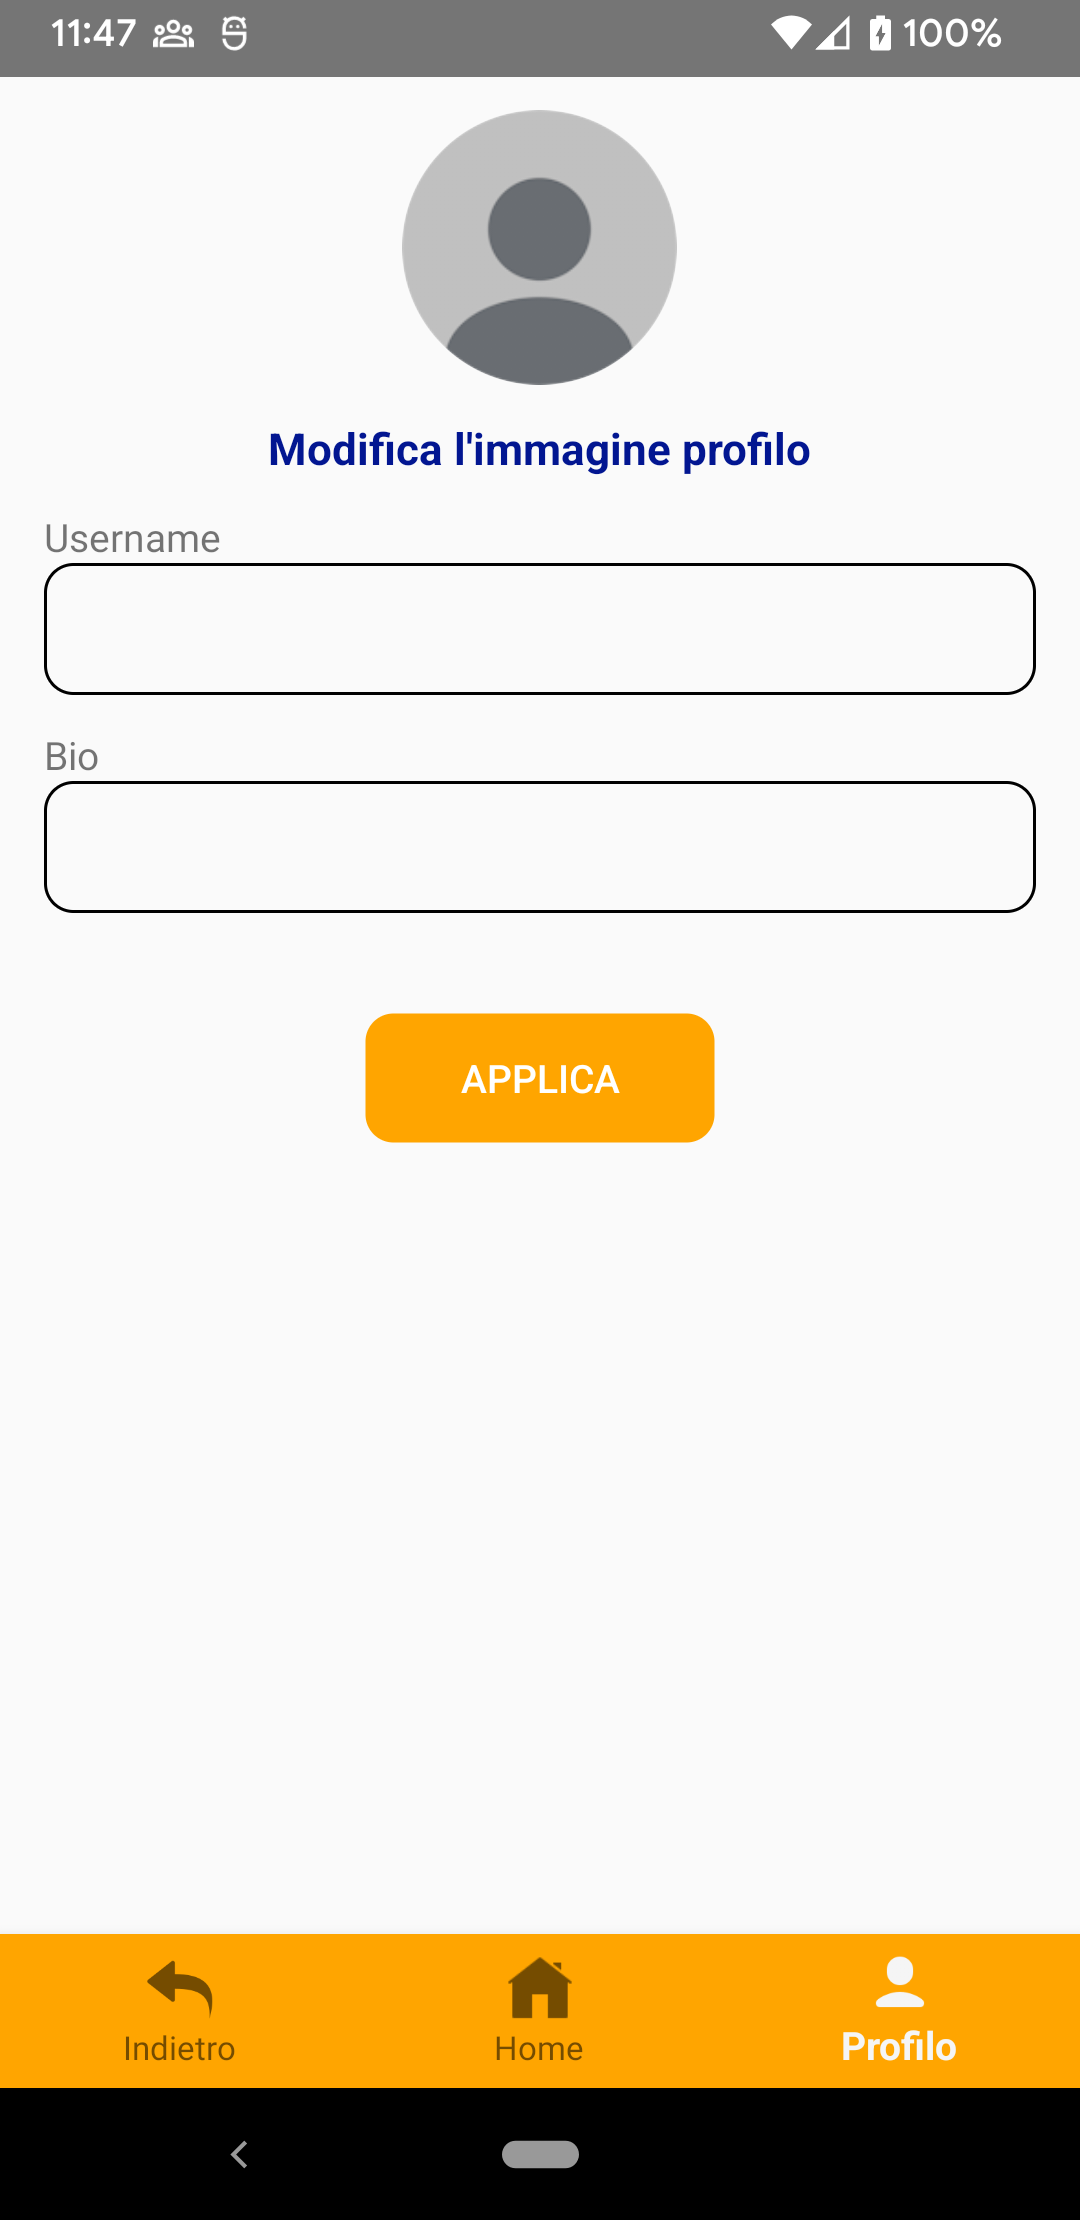 11:47 100%
Modifica l'immagine profilo
Username
Bio
APPLICA
Indietro Home Profilo